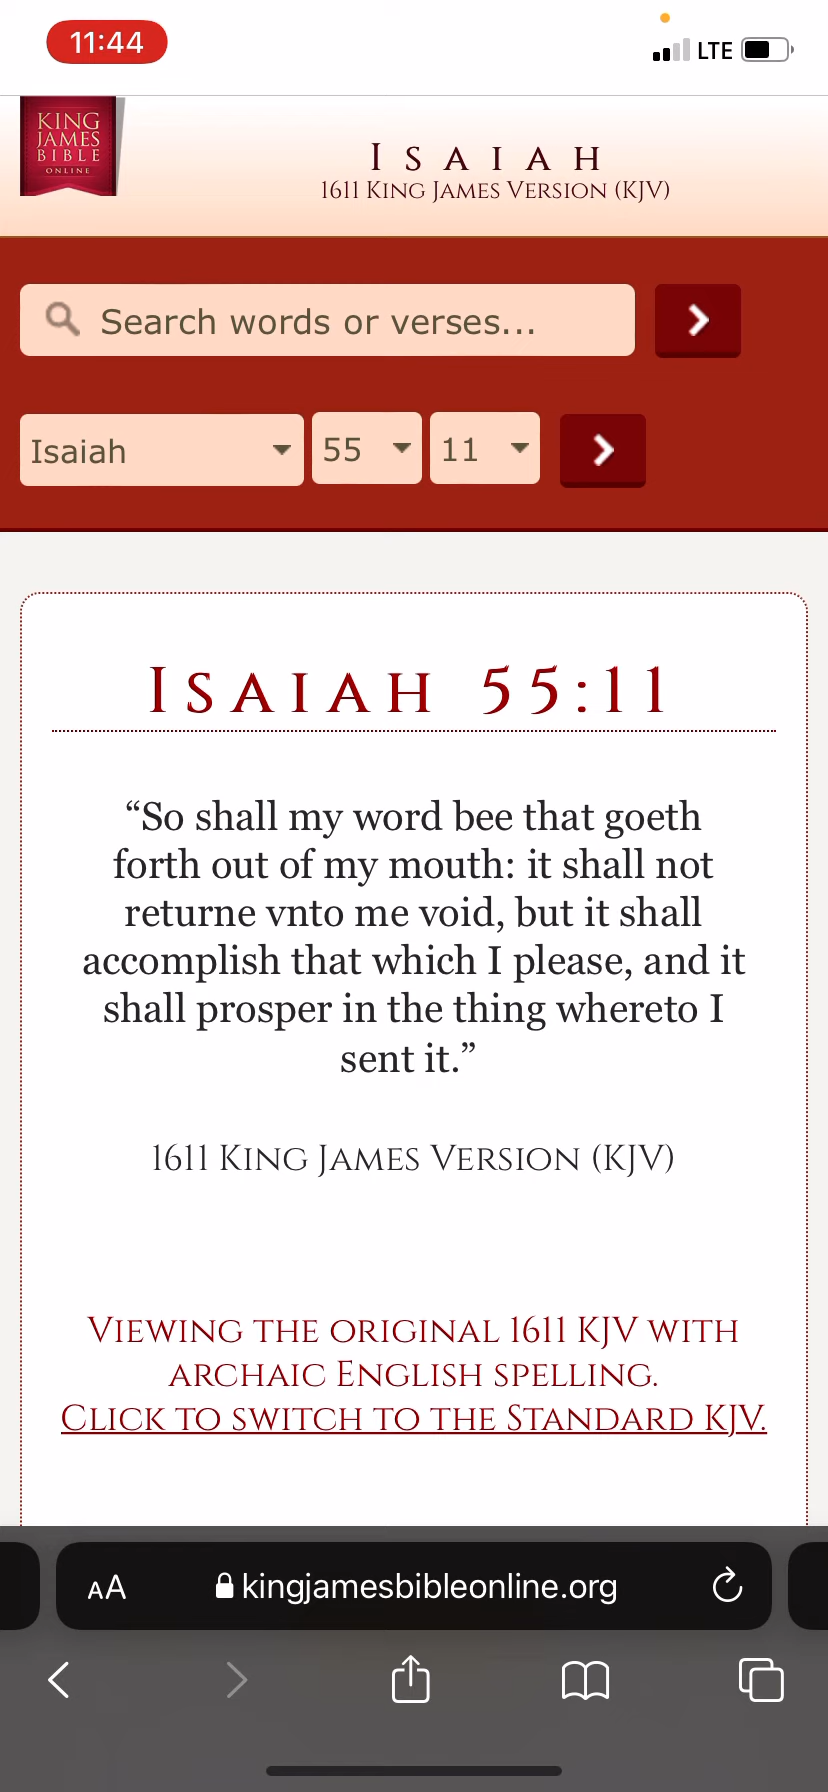 11:44
LTE
KING
JAMES
BIBLE
ONLINE
ISAIAH
1611 KING JAMES VERSION (KJV)
Search words or verses...
Isaiah 55 11
ISAIAH 55:11
“So shall my word bee that goeth
forth out of my mouth: it shall not
returne vnto me void, but it shall
accomplish that which I please, and it
shall prosper in the thing whereto I
sent it.”
1611 KING JAMES VERSION (KJV)
VIEWING THE ORIGINAL 1611 KJV WITH
ARCHAIC ENGLISH SPELLING.
CLICK TO SWITCH TO THE STANDARD KJV.
AA kingjamesbibleonline.org